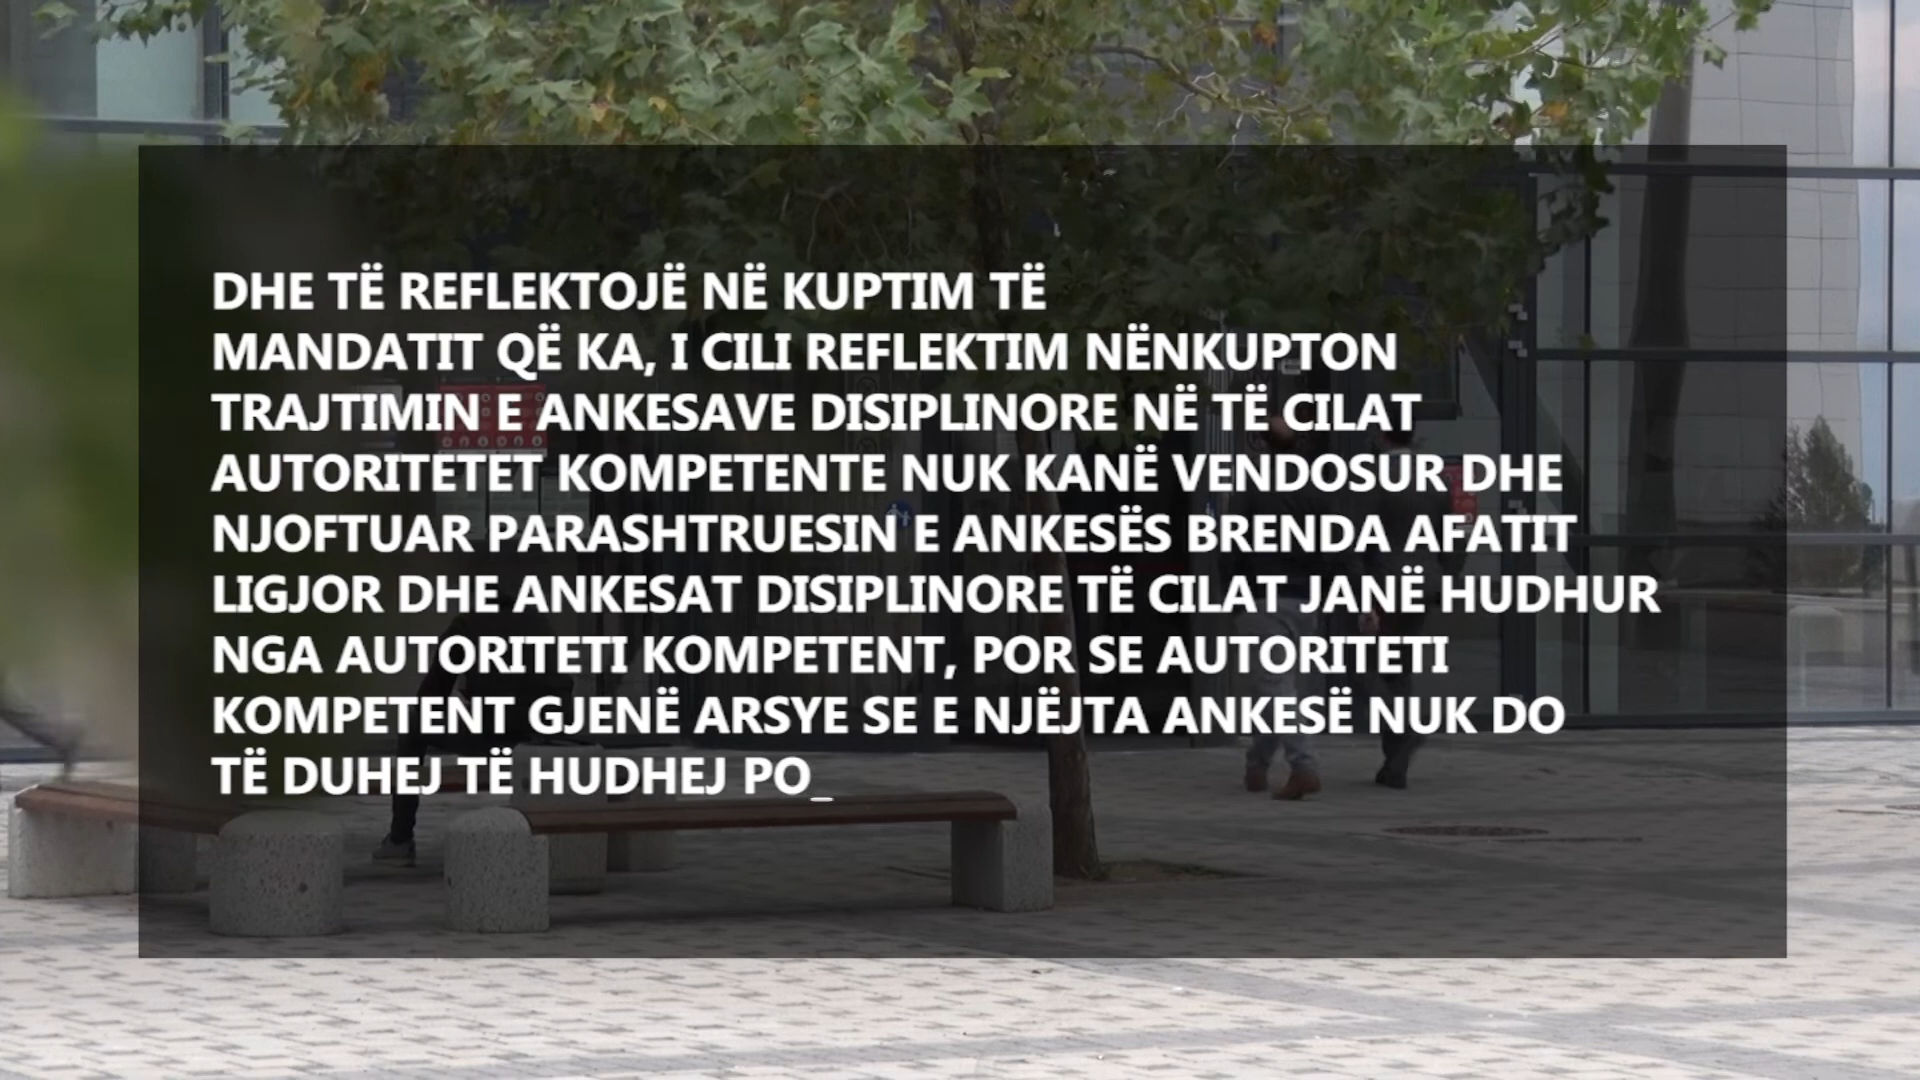 DHE TË REFLEKTOJË NË KUPTIM TË
MANDATIT QË KA, I CILI REFLEKTIM NËNKUPTON
TRAJTIMIN E ANKESAVE DISIPLINORE NË TË CILAT
AUTORITETET KOMPETENTE NUK KANË VENDOSUR DHE
NJOFTUAR PARASHTRUESIN E ANKESËS BRENDA AFATIT
LIGJOR DHE ANKESAT DISIPLINORE TË CILAT JANË HUDHUR
NGA AUTORITETI KOMPETENT, POR SE AUTORITETI
KOMPETENT GJENË ARSYE SE E NJËJTA ANKESË NUK DO
TË DUHEJ TË HUDHEJ PO_